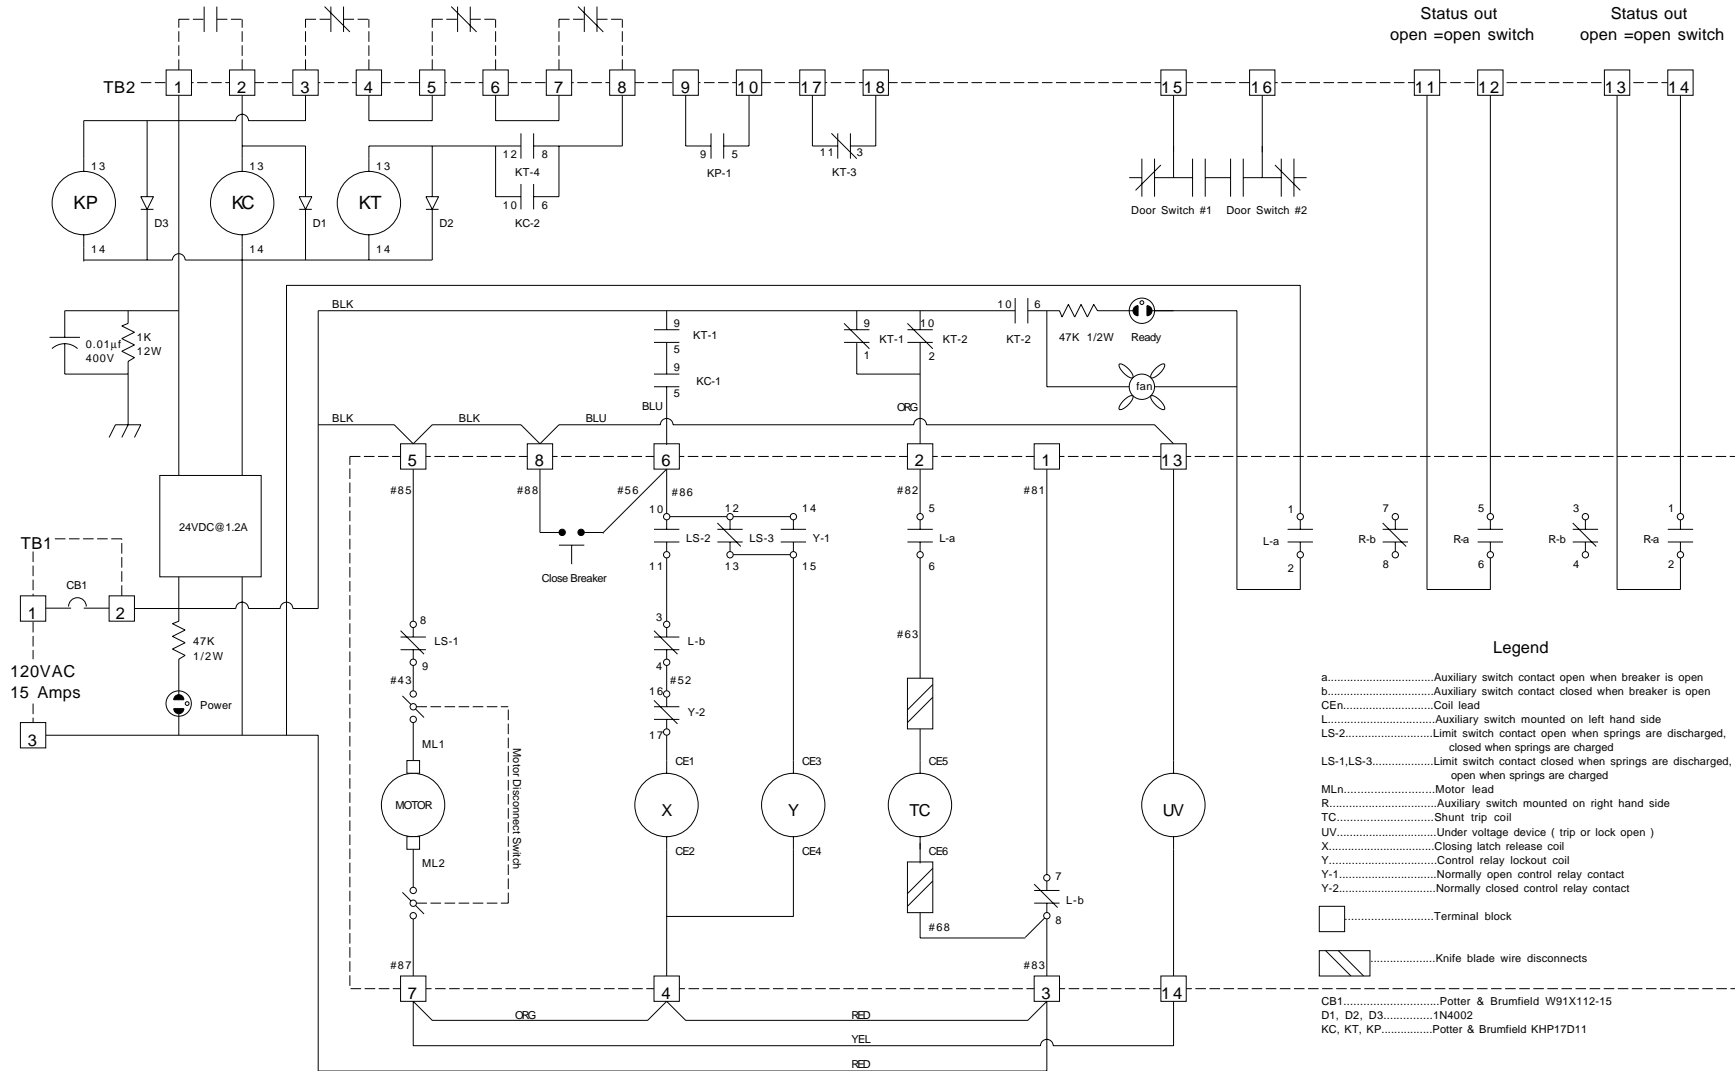 Status out
open =open switch
Status out
open =open switch
TB2
1
2
3
4
5
6
7
8
9
10
17
18
15
16
11
12
13
14
13
KP
14
D3
13
KC
14
D1
13
KT
14
D2
12
8
KT-4
10
6
KC-2
9
5
KP-1
11
3
KT-3
Door Switch #1
Door Switch #2
0.01µf
400V
1K
12W
BLK
9
KT-1
5
9
KC-1
5
BLU
9
KT-1
1
10
KT-2
2
ORG
10
6
KT-2
47K 1/2W
Ready
fan
BLK
BLK
BLU
5
8
6
2
1
13
#85
#88
#56
#86
#82
#81
24VDC@1.2A
TB1
CB1
1
2
120VAC
15 Amps
3
47K
1/2W
Power
Close Breaker
10
LS-2
11
12
LS-3
13
14
Y-1
15
5
L-a
6
1
L-a
2
7
R-b
8
5
R-a
6
3
R-b
4
1
R-a
2
8
LS-1
9
#43
3
L-b
4
#52
16
Y-2
17
#63
ML1
MOTOR
ML2
Motor Disconnect Switch
CE1
X
CE2
CE3
Y
CE4
CE5
TC
CE6
UV
7
L-b
8
#68
#87
#83
7
4
3
14
ORG
RED
YEL
RED
Legend
a..............................Auxiliary switch contact open when breaker is open
b..............................Auxiliary switch contact closed when breaker is open
CEn.........................Coil lead
L..............................Auxiliary switch mounted on left hand side
LS-2........................Limit switch contact open when springs are discharged,
closed when springs are charged
LS-1,LS-3.................Limit switch contact closed when springs are discharged,
open when springs are charged
MLn.........................Motor lead
R..............................Auxiliary switch mounted on right hand side
TC...........................Shunt trip coil
UV...........................Under voltage device ( trip or lock open )
X..............................Closing latch release coil
Y..............................Control relay lockout coil
Y-1...........................Normally open control relay contact
Y-2...........................Normally closed control relay contact
.........................Terminal block
..................Knife blade wire disconnects
CB1...........................Potter & Brumfield W91X112-15
D1, D2, D3...............1N4002
KC, KT, KP................Potter & Brumfield KHP17D11